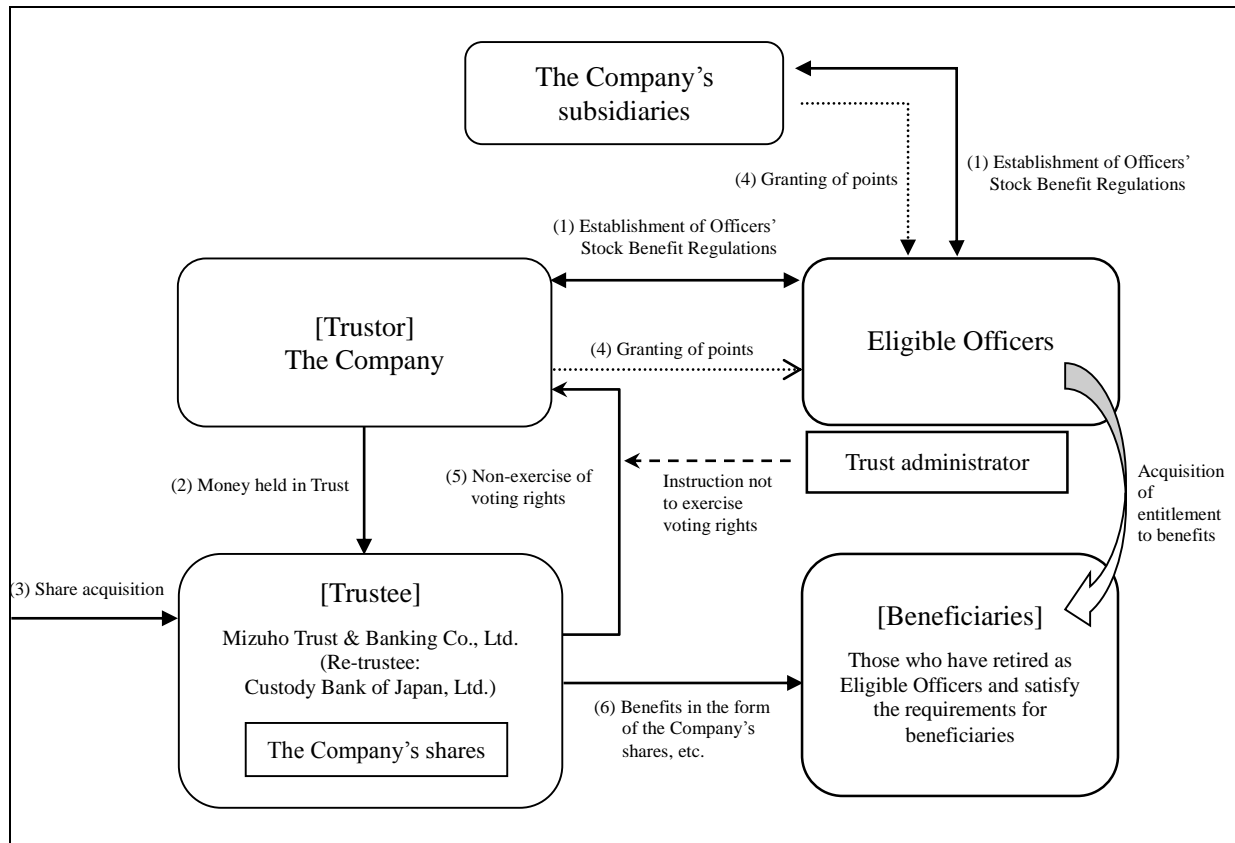 The Company’s
subsidiaries
(1) Establishment of Officers’
Stock Benefit Regulations
(4) Granting of points
(1) Establishment of Officers’
Stock Benefit Regulations
[Trustor]
The Company
(4) Granting of points
Eligible Officers
Trust administrator
(2) Money held in Trust
(5) Non-exercise of
voting rights
Instruction not
to exercise
voting rights
Acquisition
of
entitlement
to benefits
(3) Share acquisition
[Trustee]
Mizuho Trust & Banking Co., Ltd.
(Re-trustee:
Custody Bank of Japan, Ltd.)
The Company’s shares
(6) Benefits in the form
of the Company’s
shares, etc.
[Beneficiaries]
Those who have retired as
Eligible Officers and satisfy
the requirements for
beneficiaries